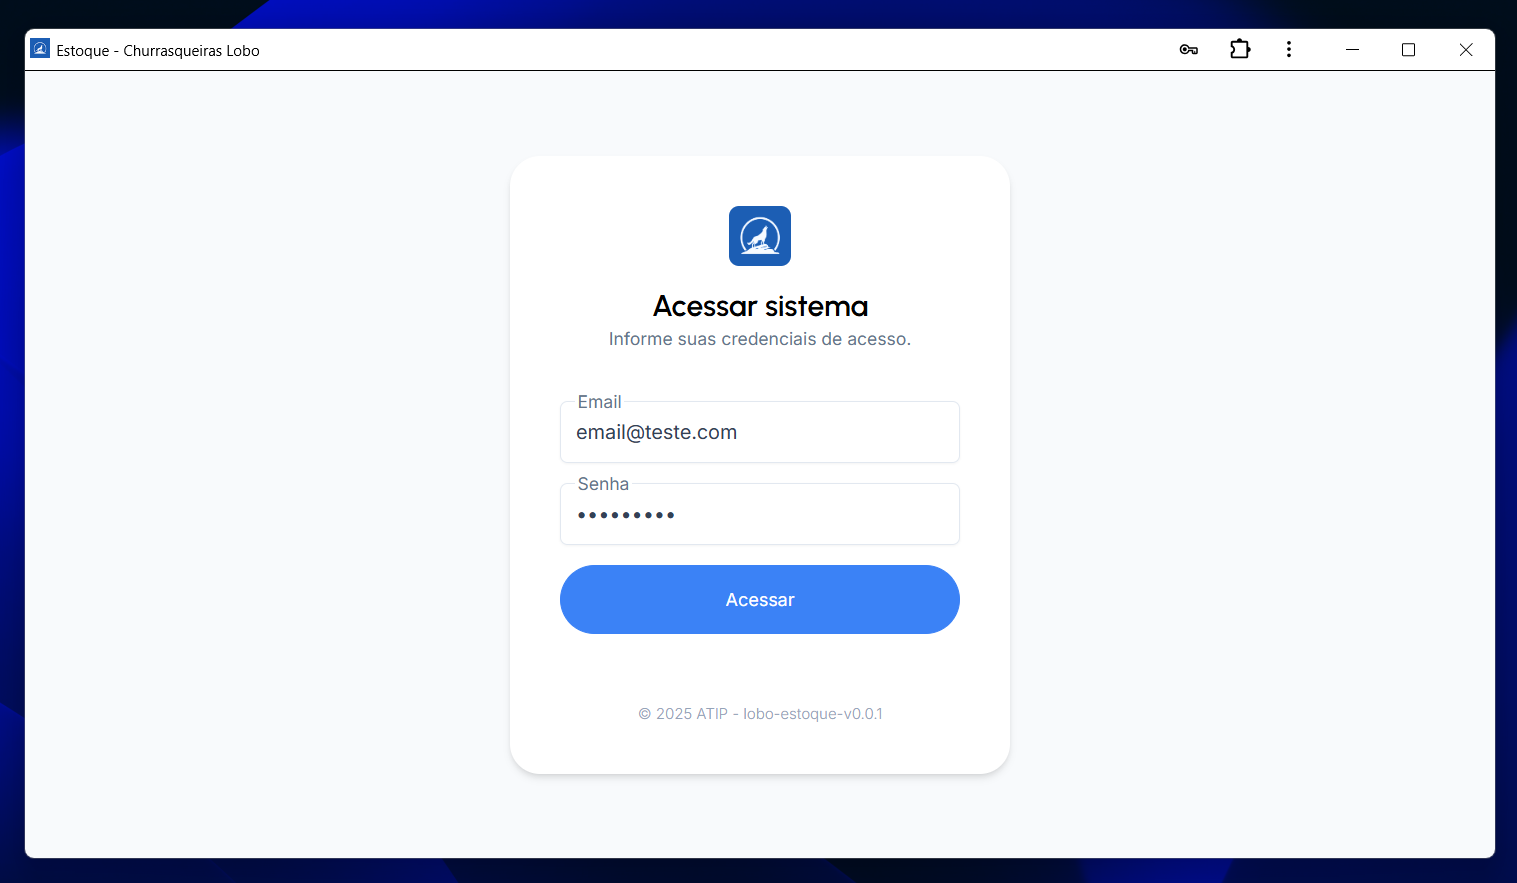 Estoque - Churrasqueiras Lobo
Acessar sistema
Informe suas credenciais de acesso.
Email
email@teste.com
Senha
•••••••••
Acessar
© 2025 ATIP - lobo-estoque-v0.0.1